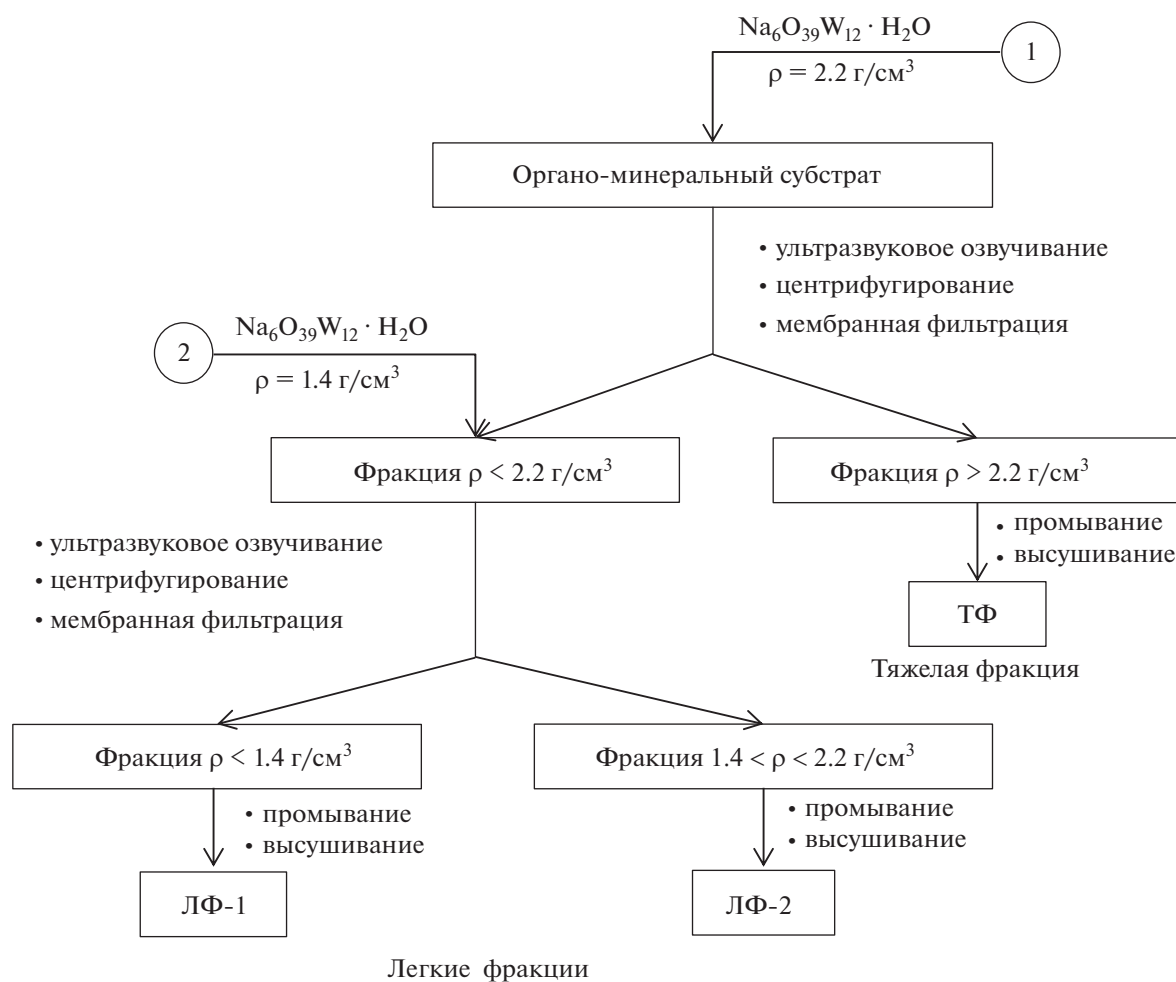 Na₆O₃₉W₁₂ · H₂O
1
ρ = 2.2 г/см³
Органо-минеральный субстрат
• ультразвуковое озвучивание
• центрифугирование
• мембранная фильтрация
Na₆O₃₉W₁₂ · H₂O
2
ρ = 1.4 г/см³
Фракция ρ < 2.2 г/см³
Фракция ρ > 2.2 г/см³
• промывание
• высушивание
• ультразвуковое озвучивание
• центрифугирование
• мембранная фильтрация
ТФ
Тяжелая фракция
Фракция ρ < 1.4 г/см³
Фракция 1.4 < ρ < 2.2 г/см³
• промывание
• высушивание
• промывание
• высушивание
ЛФ-1
ЛФ-2
Легкие фракции